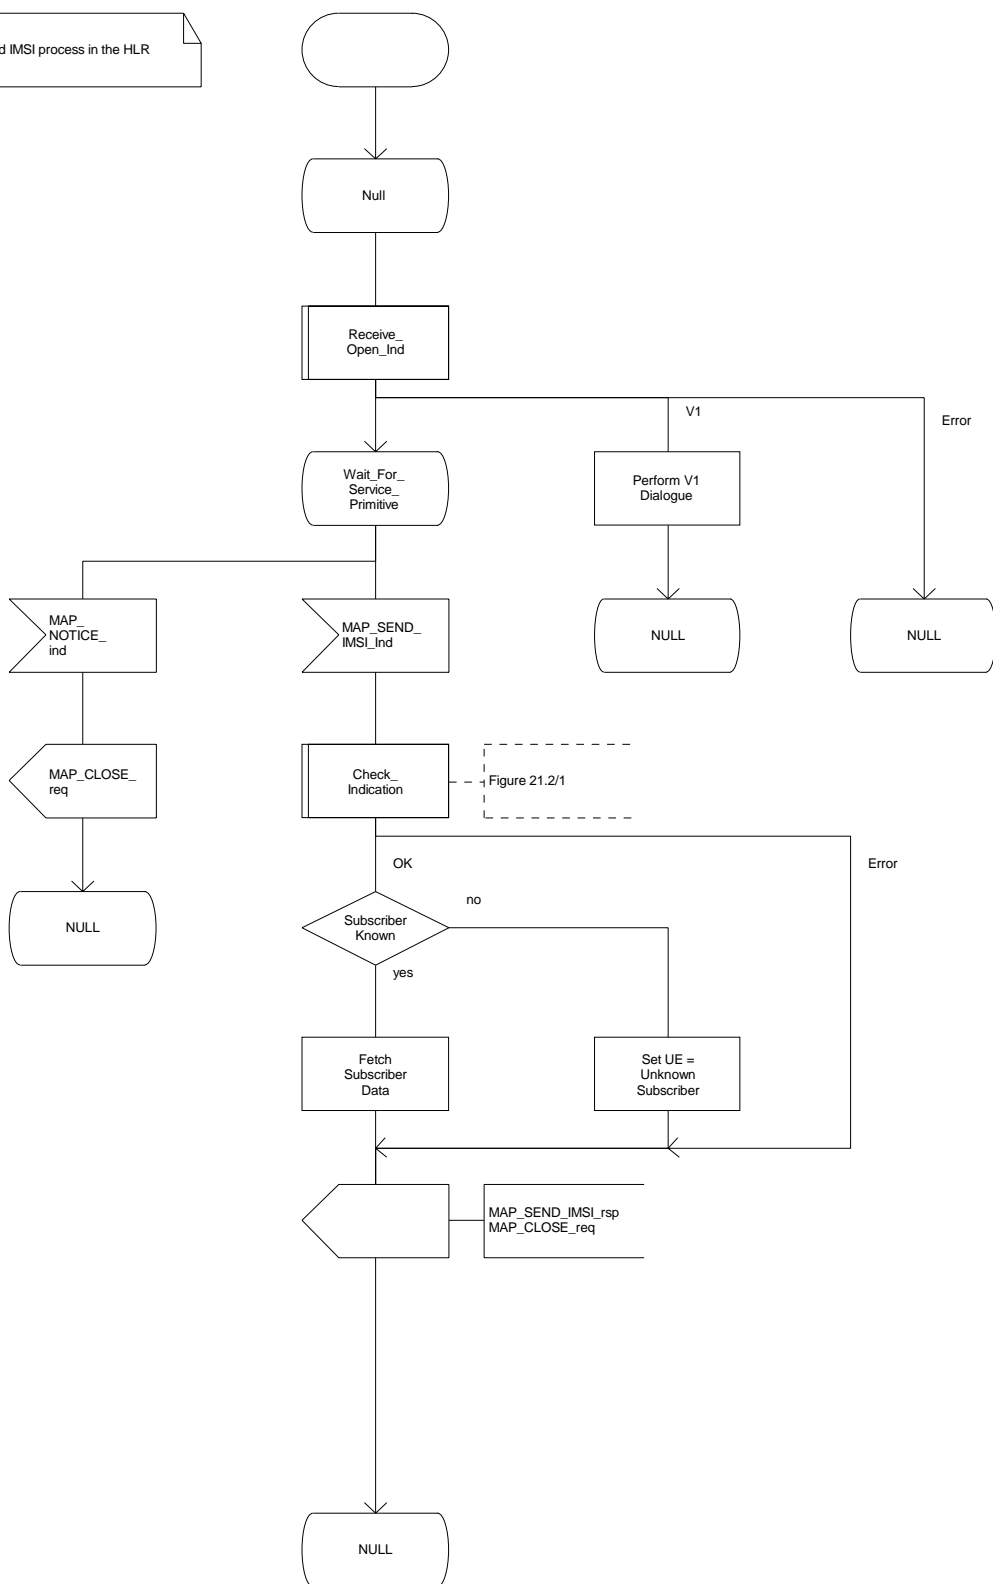 d IMSI process in the HLR
Null
Receive_
Open_Ind
V1
Error
Wait_For_
Service_
Primitive
Perform V1
Dialogue
MAP_
NOTICE_
ind
MAP_SEND_
IMSI_Ind
NULL
NULL
MAP_CLOSE_
req
Check_
Indication
Figure 21.2/1
OK
Error
NULL
Subscriber
Known
no
yes
Fetch
Subscriber
Data
Set UE =
Unknown
Subscriber
MAP_SEND_IMSI_rsp
MAP_CLOSE_req
NULL